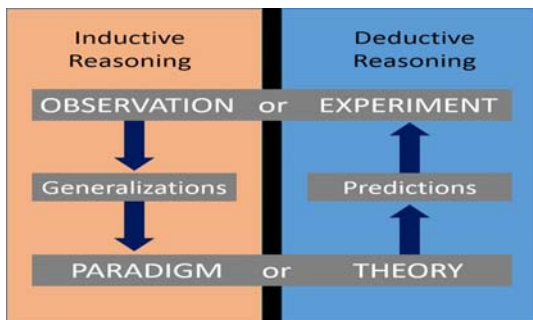 Inductive
Reasoning
Deductive
Reasoning
OBSERVATION or EXPERIMENT
Generalizations
Predictions
PARADIGM or THEORY